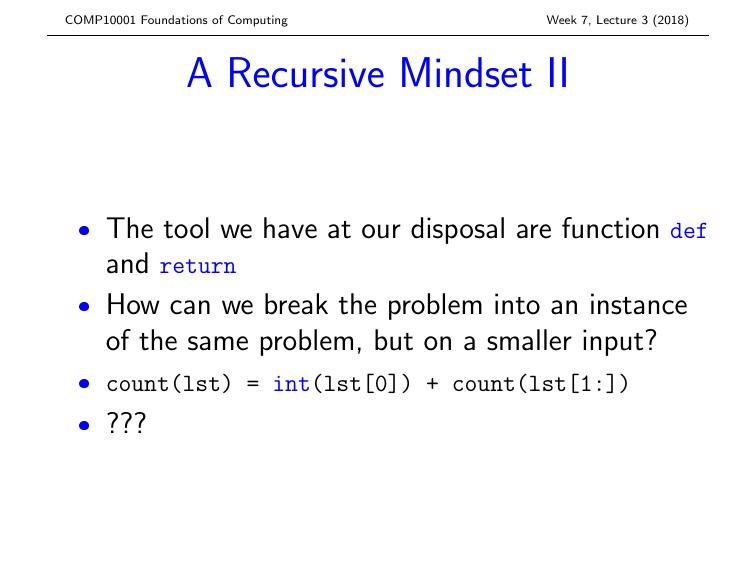 COMP10001 Foundations of Computing Week 7, Lecture 3 (2018)
A Recursive Mindset II
• The tool we have at our disposal are function def
and return
• How can we break the problem into an instance
of the same problem, but on a smaller input?
• count(lst) = int(lst[0]) + count(lst[1:])
• ???